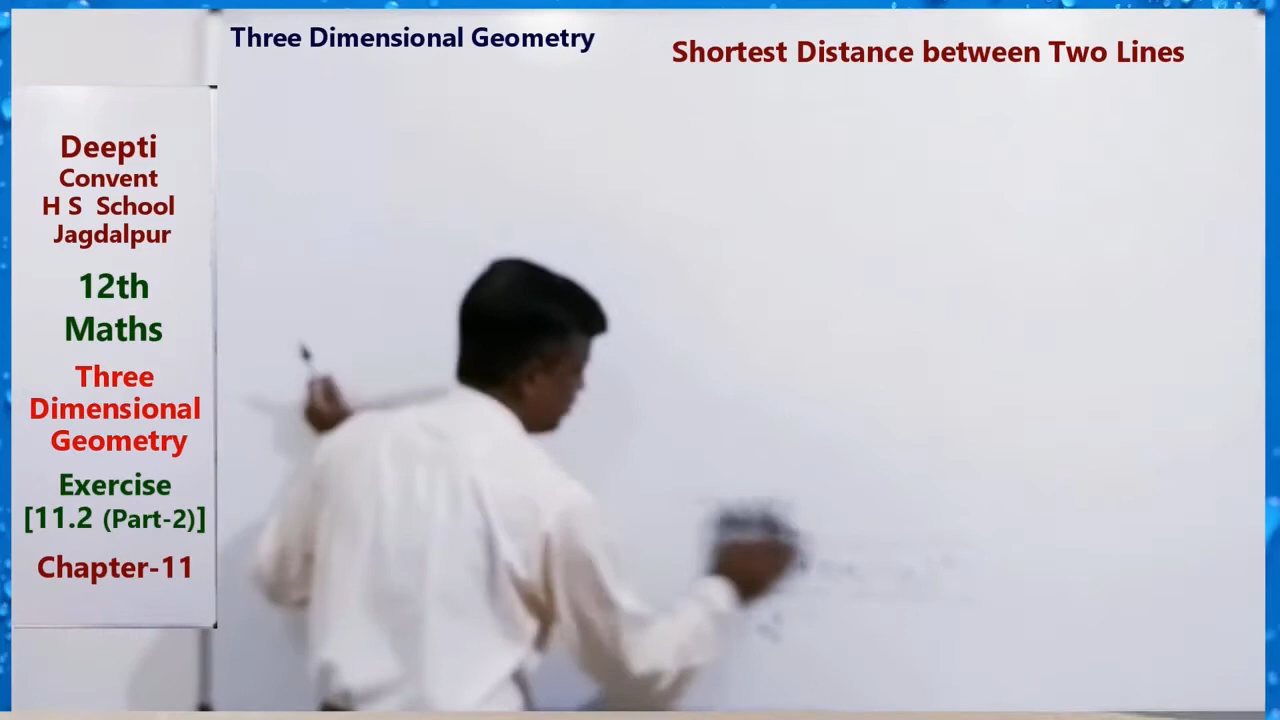 Three Dimensional Geometry
Shortest Distance between Two Lines
Deepti
Convent
H S School
Jagdalpur
12th
Maths
Three
Dimensional
Geometry
Exercise
[11.2 (Part-2)]
Chapter-11